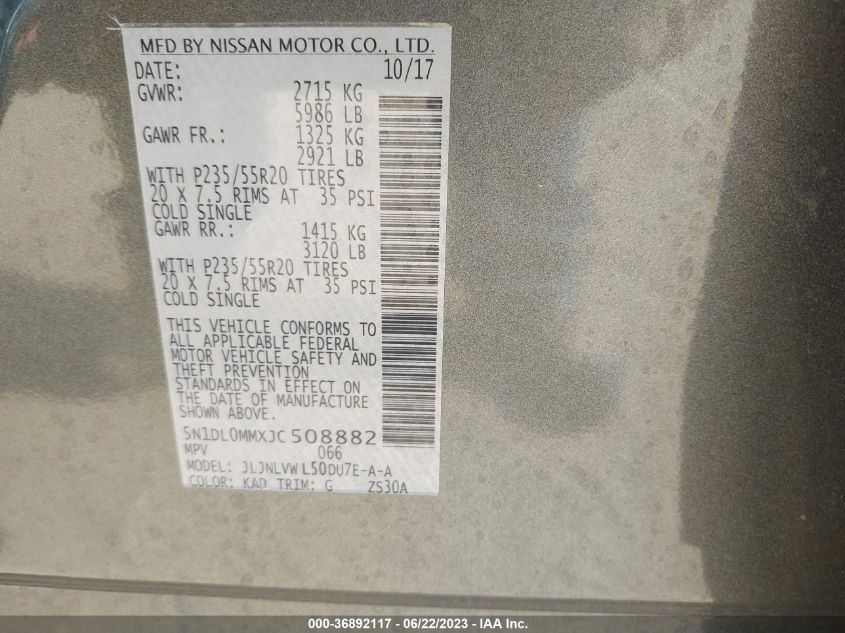 MFD BY NISSAN MOTOR CO., LTD.
DATE: 10/17
GVWR: 2715 KG
5986 LB
GAWR FR.: 1325 KG
2921 LB
WITH P235/55R20 TIRES
20 X 7.5 RIMS AT 35 PSI
COLD SINGLE
GAWR RR.: 1415 KG
3120 LB
WITH P235/55R20 TIRES
20 X 7.5 RIMS AT 35 PSI
COLD SINGLE
THIS VEHICLE CONFORMS TO
ALL APPLICABLE FEDERAL
MOTOR VEHICLE SAFETY AND
THEFT PREVENTION
STANDARDS IN EFFECT ON
THE DATE OF MANUFACTURE
SHOWN ABOVE.
5N1DL0MMXJC508882
MPV 066
MODEL: JLJNLVWL50DU7E-A-A
COLOR: KAD TRIM: G ZS30A
000-36892117 - 06/22/2023 - IAA Inc.